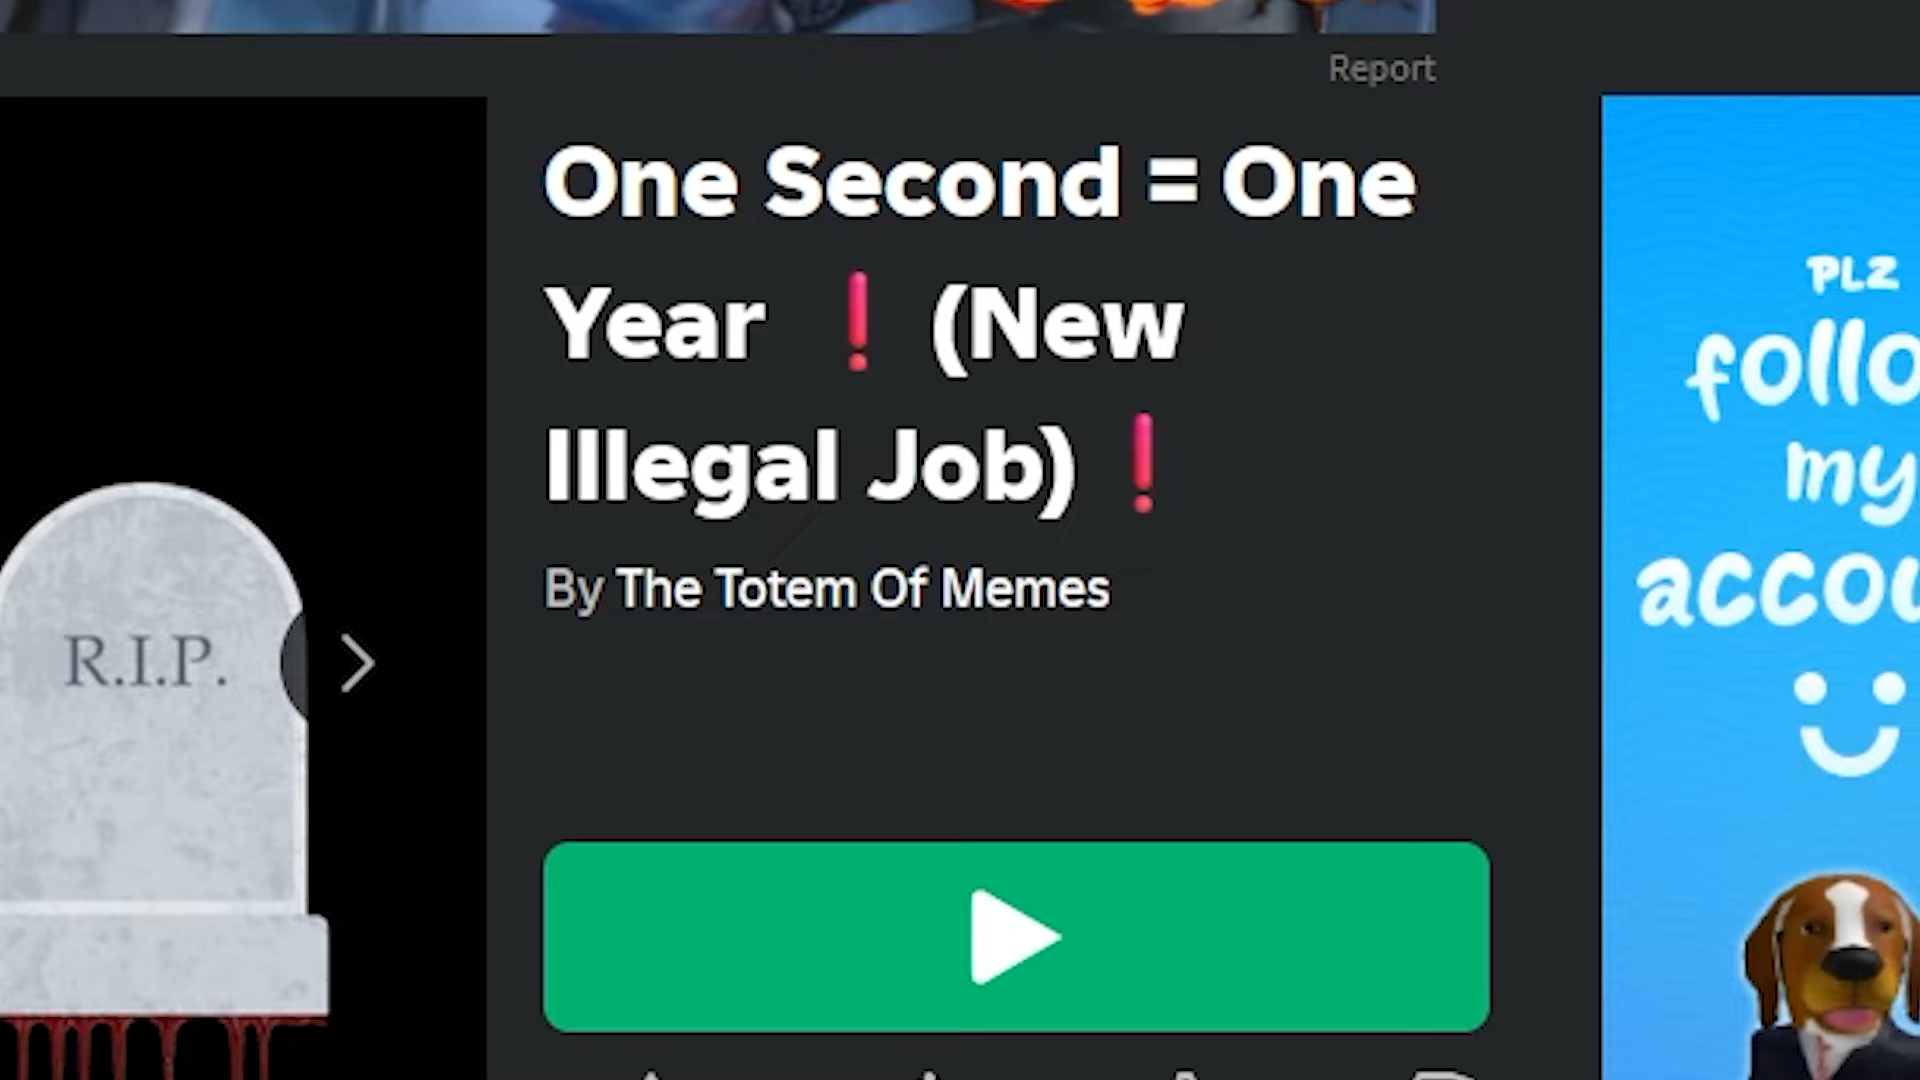 Report
One Second = One
Year ❗ (New
Illegal Job)❗
By The Totem Of Memes
R.I.P.
PLZ
follo
my
accou